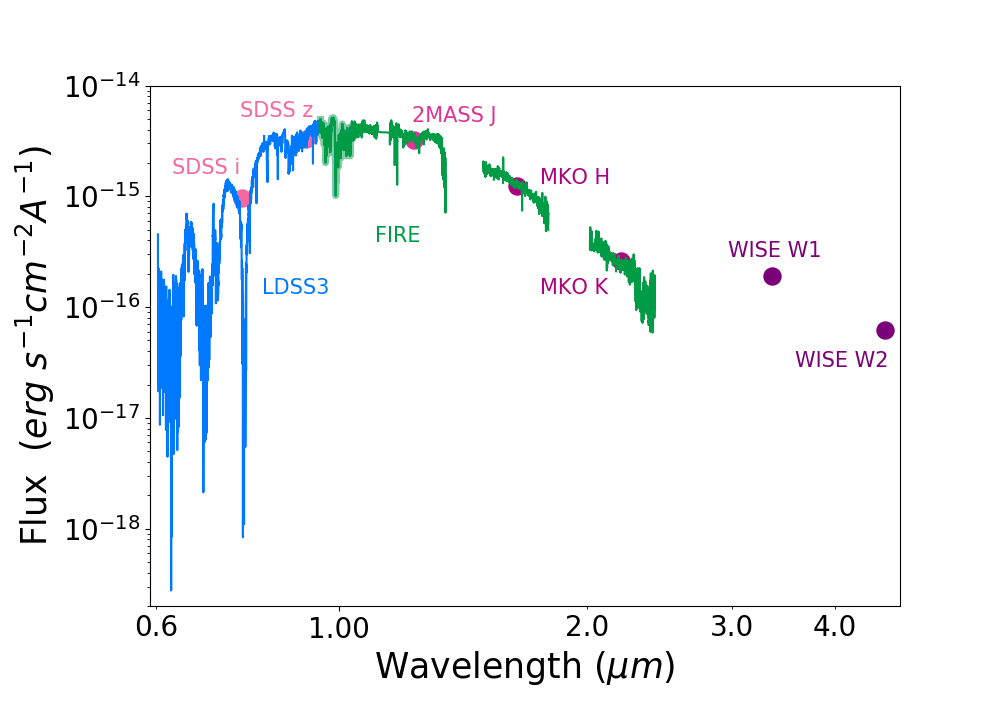 10⁻¹⁴
SDSS z
2MASS J
SDSS i
10⁻¹⁵
MKO H
FIRE
WISE W1
LDSS3
MKO K
10⁻¹⁶
WISE W2
10⁻¹⁷
10⁻¹⁸
Flux (erg s⁻¹cm⁻²A⁻¹)
0.6 1.00 2.0 3.0 4.0
Wavelength (μm)